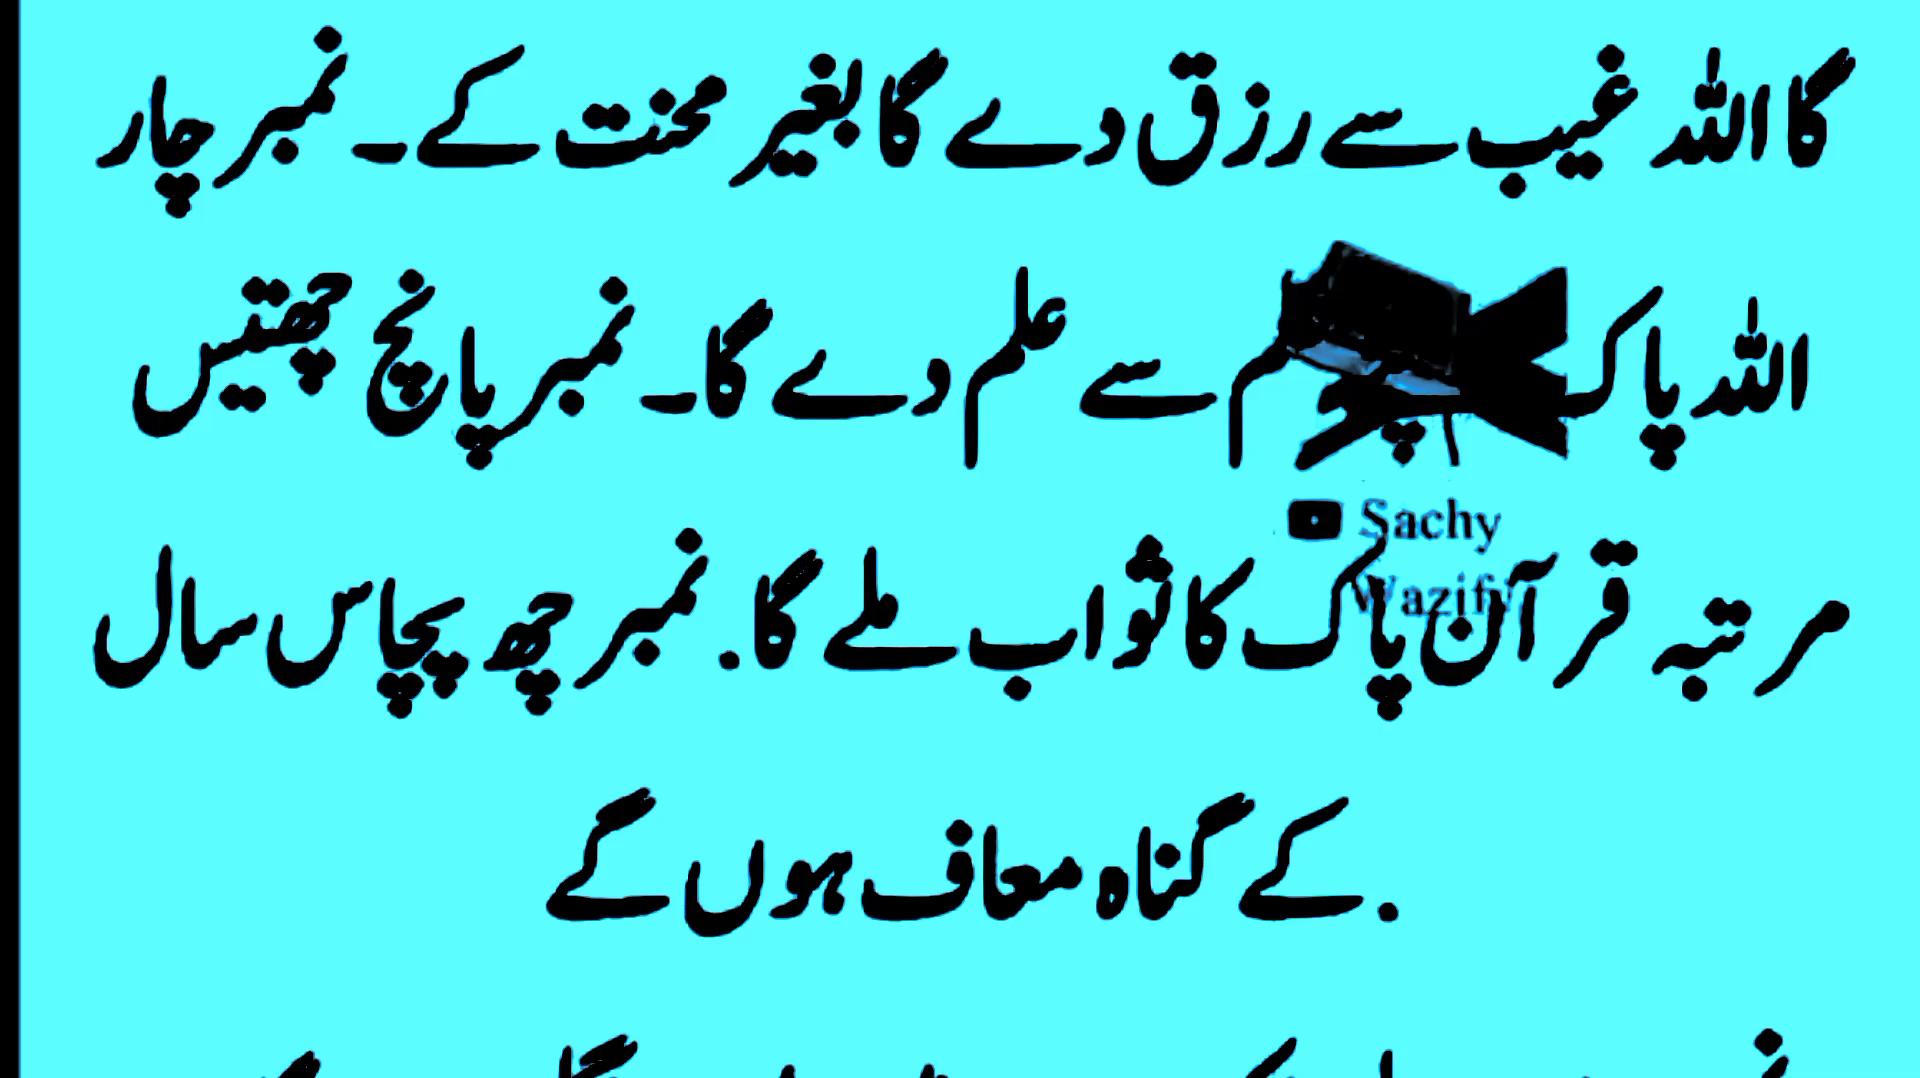 گا اللہ غیب سے رزق دے گا بغیر محنت کے۔ نمبر چار
اللہ پاک سے علم دے گا۔ نمبر پانچ چھتیس
Sachy
Wazify
مرتبہ قرآن پاک کا ثواب ملے گا. نمبر چھ پچاس سال
.کے گناہ معاف ہوں گے